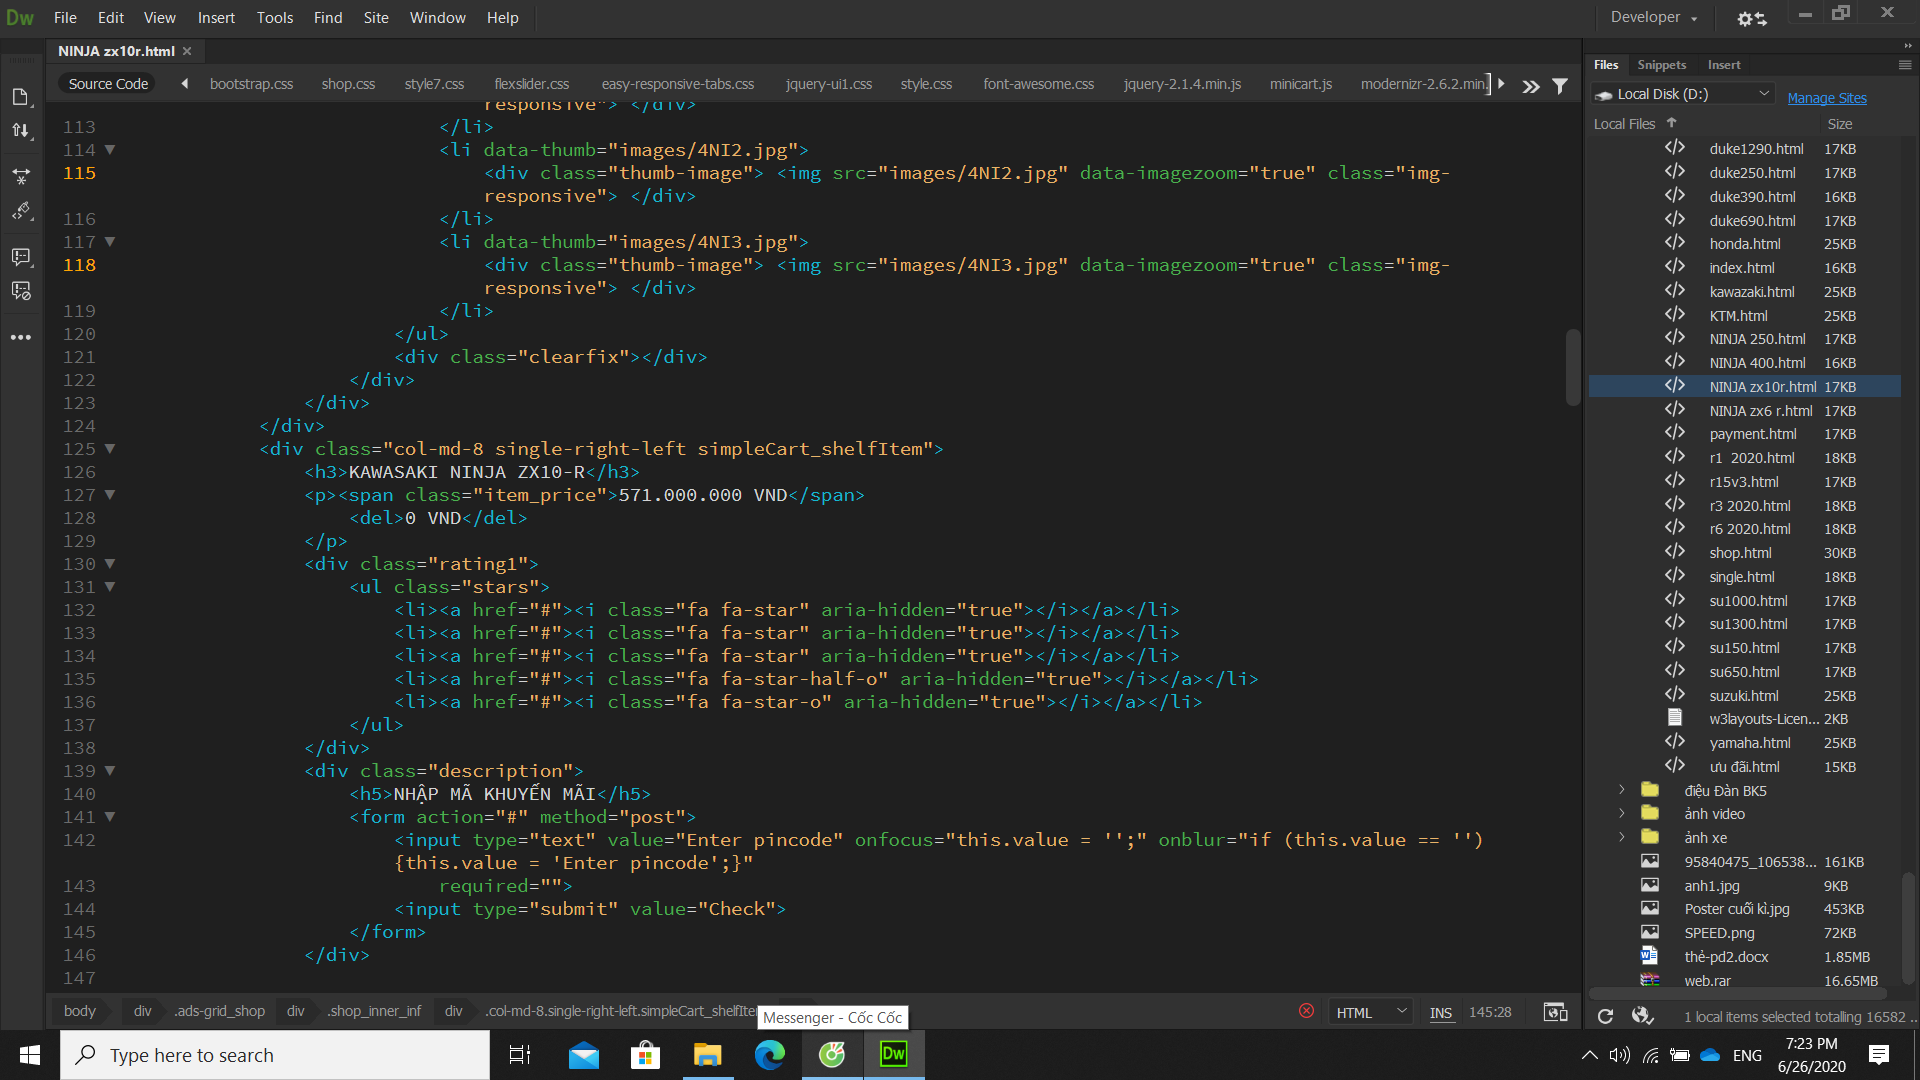 Dw File Edit View Insert Tools Find Site Window Help Developer
NINJA zx10r.html
Source Code bootstrap.css shop.css style7.css flexslider.css easy-responsive-tabs.css jquery-ui1.css style.css font-awesome.css jquery-2.1.4.min.js minicart.js modernizr-2.6.2.min.
responsive"> </div>
113 </li>
114 <li data-thumb="images/4NI2.jpg">
115 <div class="thumb-image"> <img src="images/4NI2.jpg" data-imagezoom="true" class="img-
responsive"> </div>
116 </li>
117 <li data-thumb="images/4NI3.jpg">
118 <div class="thumb-image"> <img src="images/4NI3.jpg" data-imagezoom="true" class="img-
responsive"> </div>
119 </li>
120 </ul>
121 <div class="clearfix"></div>
122 </div>
123 </div>
124 </div>
125 <div class="col-md-8 single-right-left simpleCart_shelfItem">
126 <h3>KAWASAKI NINJA ZX10-R</h3>
127 <p><span class="item_price">571.000.000 VND</span>
128 <del>0 VND</del>
129 </p>
130 <div class="rating1">
131 <ul class="stars">
132 <li><a href="#"><i class="fa fa-star" aria-hidden="true"></i></a></li>
133 <li><a href="#"><i class="fa fa-star" aria-hidden="true"></i></a></li>
134 <li><a href="#"><i class="fa fa-star" aria-hidden="true"></i></a></li>
135 <li><a href="#"><i class="fa fa-star-half-o" aria-hidden="true"></i></a></li>
136 <li><a href="#"><i class="fa fa-star-o" aria-hidden="true"></i></a></li>
137 </ul>
138 </div>
139 <div class="description">
140 <h5>NHẬP MÃ KHUYẾN MÃI</h5>
141 <form action="#" method="post">
142 <input type="text" value="Enter pincode" onfocus="this.value = '';" onblur="if (this.value == '')
{this.value = 'Enter pincode';}"
143 required="">
144 <input type="submit" value="Check">
145 </form>
146 </div>
147
body div .ads-grid_shop div .shop_inner_inf div .col-md-8.single-right-left.simpleCart_shelfIte
Messenger - Cốc Cốc
HTML INS 145:28
Files Snippets Insert
Local Disk (D:) Manage Sites
Local Files Size
duke1290.html 17KB
duke250.html 17KB
duke390.html 16KB
duke690.html 17KB
honda.html 25KB
index.html 16KB
kawazaki.html 25KB
KTM.html 25KB
NINJA 250.html 17KB
NINJA 400.html 16KB
NINJA zx10r.html 17KB
NINJA zx6 r.html 17KB
payment.html 17KB
r1 2020.html 18KB
r15v3.html 17KB
r3 2020.html 18KB
r6 2020.html 18KB
shop.html 30KB
single.html 18KB
su1000.html 17KB
su1300.html 17KB
su150.html 17KB
su650.html 17KB
suzuki.html 25KB
w3layouts-Licen... 2KB
yamaha.html 25KB
ưu đãi.html 15KB
điệu Đàn BK5
ảnh video
ảnh xe
95840475_106538... 161KB
anh1.jpg 9KB
Poster cuối kì.jpg 453KB
SPEED.png 72KB
thẻ-pd2.docx 1.85MB
web.rar 16.65MB
1 local items selected totalling 16582 ..
Type here to search
Dw
ENG
7:23 PM
6/26/2020